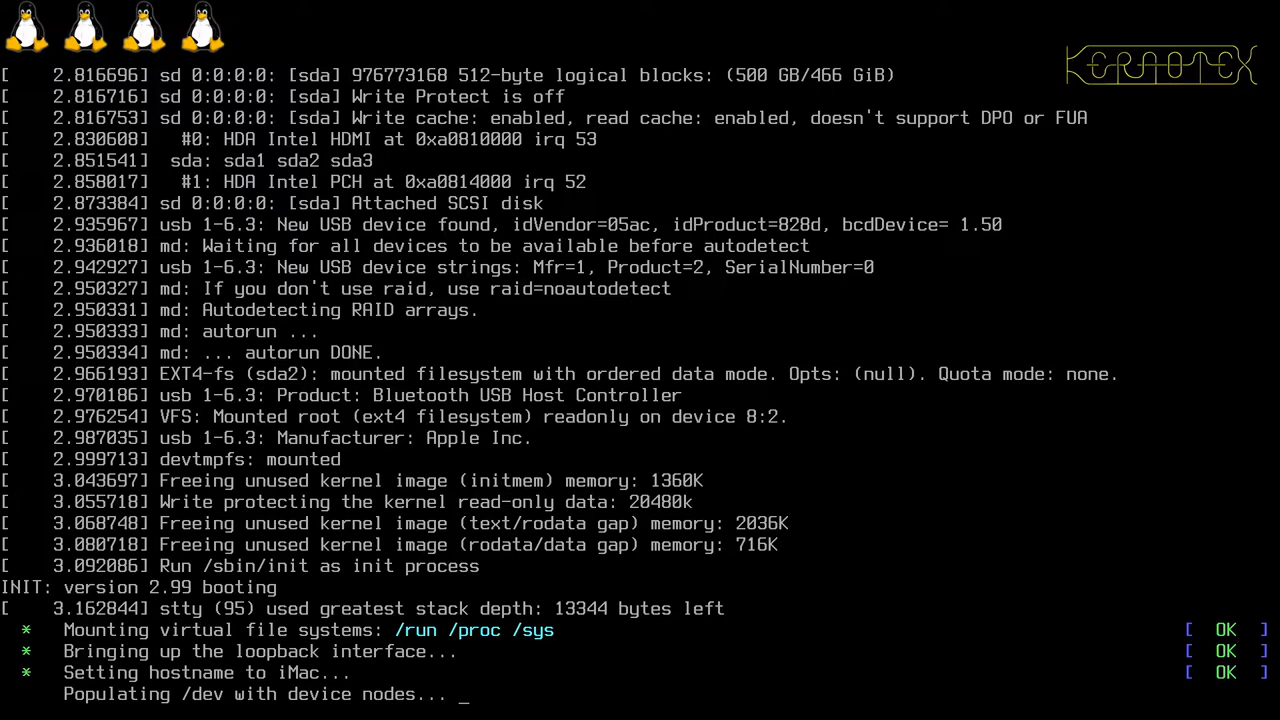 KERNOTEX
[    2.816696] sd 0:0:0:0: [sda] 976773168 512-byte logical blocks: (500 GB/466 GiB)
[    2.816716] sd 0:0:0:0: [sda] Write Protect is off
[    2.816753] sd 0:0:0:0: [sda] Write cache: enabled, read cache: enabled, doesn't support DPO or FUA
[    2.830608]   #0: HDA Intel HDMI at 0xa0810000 irq 53
[    2.851541]  sda: sda1 sda2 sda3
[    2.858017]   #1: HDA Intel PCH at 0xa0814000 irq 52
[    2.873384] sd 0:0:0:0: [sda] Attached SCSI disk
[    2.935967] usb 1-6.3: New USB device found, idVendor=05ac, idProduct=828d, bcdDevice= 1.50
[    2.936018] md: Waiting for all devices to be available before autodetect
[    2.942927] usb 1-6.3: New USB device strings: Mfr=1, Product=2, SerialNumber=0
[    2.950327] md: If you don't use raid, use raid=noautodetect
[    2.950331] md: Autodetecting RAID arrays.
[    2.950333] md: autorun ...
[    2.950334] md: ... autorun DONE.
[    2.966193] EXT4-fs (sda2): mounted filesystem with ordered data mode. Opts: (null). Quota mode: none.
[    2.970186] usb 1-6.3: Product: Bluetooth USB Host Controller
[    2.976254] VFS: Mounted root (ext4 filesystem) readonly on device 8:2.
[    2.987035] usb 1-6.3: Manufacturer: Apple Inc.
[    2.999713] devtmpfs: mounted
[    3.043697] Freeing unused kernel image (initmem) memory: 1360K
[    3.055718] Write protecting the kernel read-only data: 20480k
[    3.068748] Freeing unused kernel image (text/rodata gap) memory: 2036K
[    3.080718] Freeing unused kernel image (rodata/data gap) memory: 716K
[    3.092086] Run /sbin/init as init process
INIT: version 2.99 booting
[    3.162844] stty (95) used greatest stack depth: 13344 bytes left
  *   Mounting virtual file systems: /run /proc /sys [  OK  ]
  *   Bringing up the loopback interface... [  OK  ]
  *   Setting hostname to iMac... [  OK  ]
      Populating /dev with device nodes... _